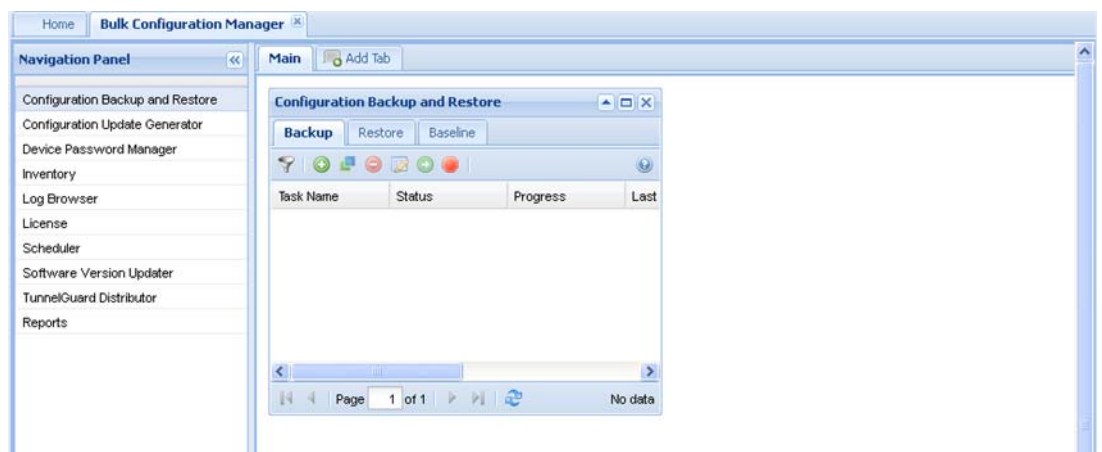 Home
Bulk Configuration Manager
Navigation Panel
Configuration Backup and Restore
Configuration Update Generator
Device Password Manager
Inventory
Log Browser
License
Scheduler
Software Version Updater
TunnelGuard Distributor
Reports
Main
Add Tab
Configuration Backup and Restore
Backup
Restore
Baseline
Task Name
Status
Progress
Last
Page 1 of 1
No data